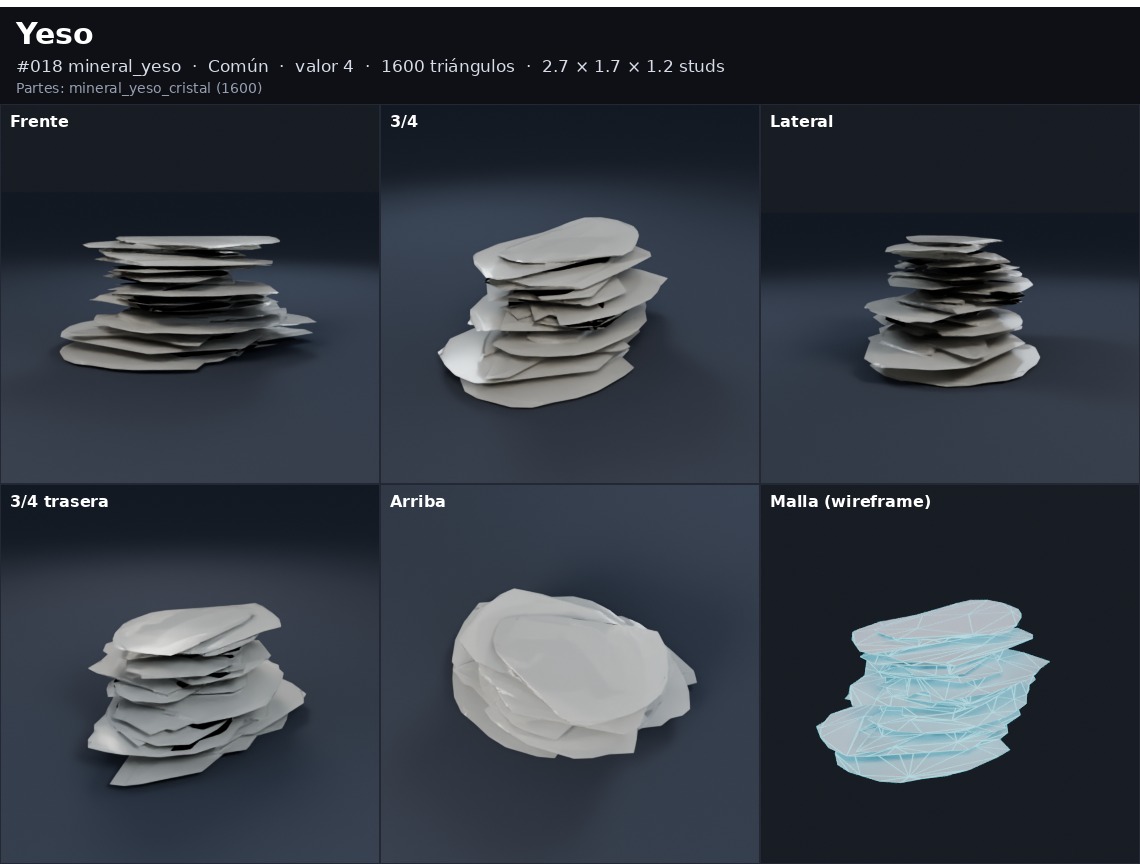 Yeso
#018 mineral_yeso · Común · valor 4 · 1600 triángulos · 2.7 × 1.7 × 1.2 studs
Partes: mineral_yeso_cristal (1600)
Frente
3/4
Lateral
3/4 trasera
Arriba
Malla (wireframe)